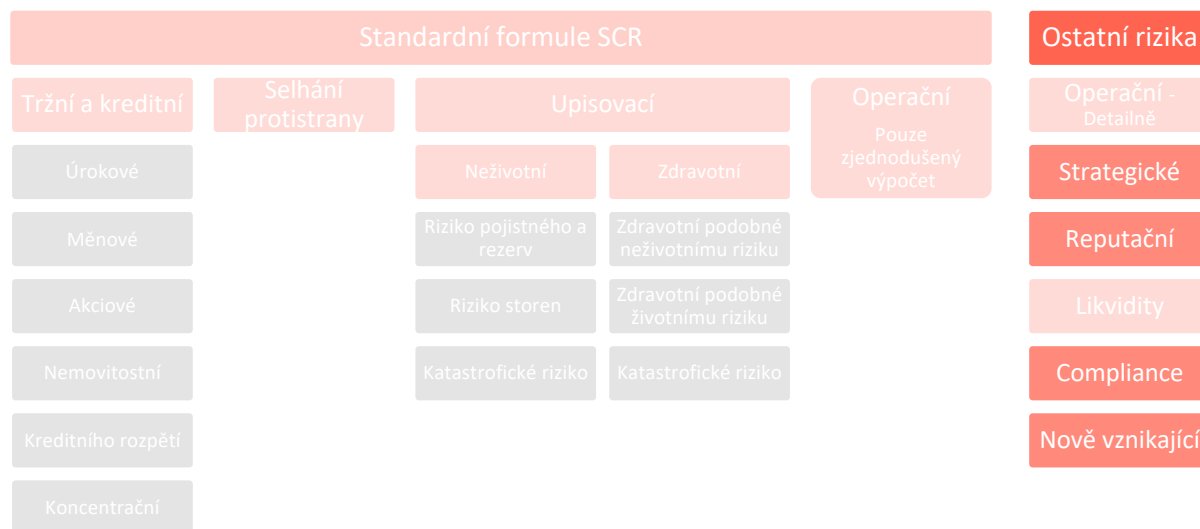 Standardní formule SCR
Ostatní rizika
Tržní a kreditní
Úrokové
Měnové
Akciové
Nemovitostní
Kreditního rozpětí
Koncentrační
Selhání
protistrany
Upisovací
Neživotní
Riziko pojistného a
rezerv
Riziko storen
Katastrofické riziko
Zdravotní
Zdravotní podobné
neživotnímu riziku
Zdravotní podobné
životnímu riziku
Katastrofické riziko
Operační
Pouze
zjednodušený
výpočet
Operační -
Detailně
Strategické
Reputační
Likvidity
Compliance
Nově vznikající